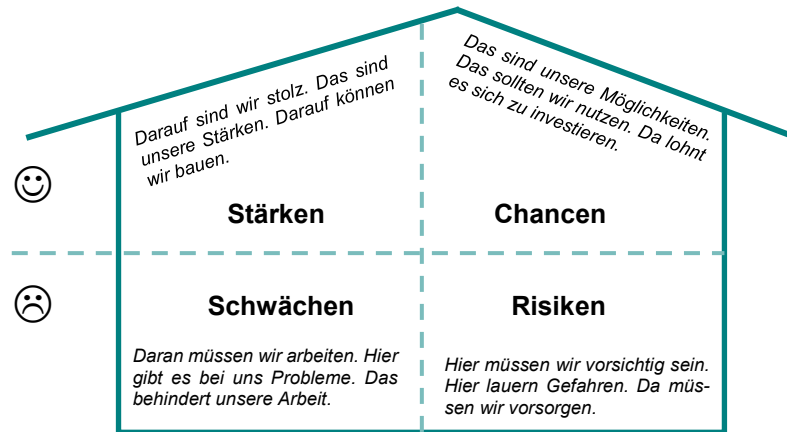 Darauf sind wir stolz. Das sind
unsere Stärken. Darauf können
wir bauen.
Das sind unsere Möglichkeiten.
Das sollten wir nutzen. Da lohnt
es sich zu investieren.
Stärken
Chancen
Schwächen
Risiken
Daran müssen wir arbeiten. Hier
gibt es bei uns Probleme. Das
behindert unsere Arbeit.
Hier müssen wir vorsichtig sein.
Hier lauern Gefahren. Da müs-
sen wir vorsorgen.